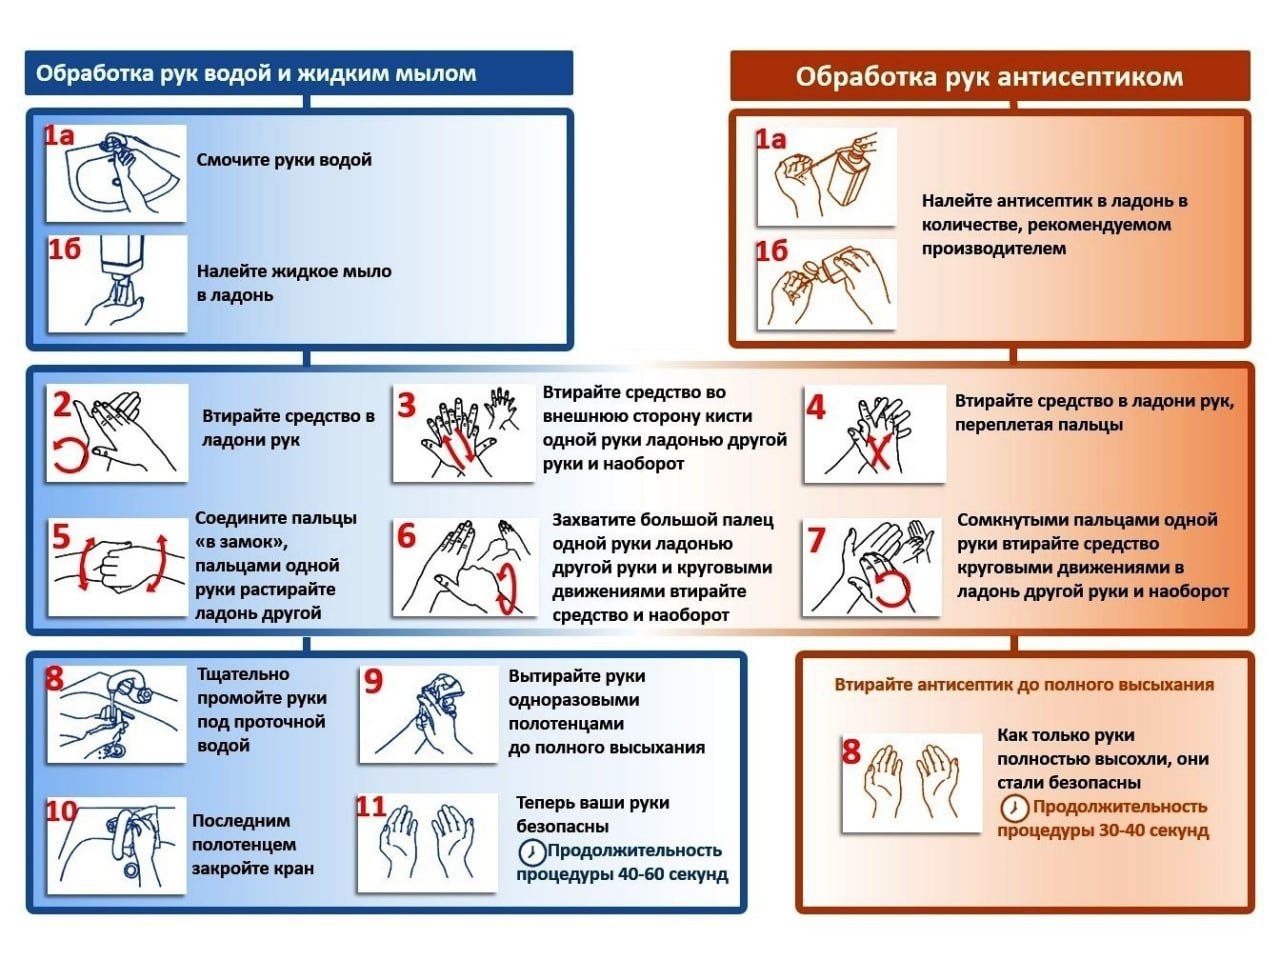 Обработка рук водой и жидким мылом
1а
Смочите руки водой
1б
Налейте жидкое мыло
в ладонь
Обработка рук антисептиком
1а
1б
Налейте антисептик в ладонь в
количестве, рекомендуемом
производителем
2
Втирайте средство в
ладони рук
3
Втирайте средство во
внешнюю сторону кисти
одной руки ладонью другой
руки и наоборот
4
Втирайте средство в ладони рук,
переплетая пальцы
5
Соедините пальцы
«в замок»,
пальцами одной
руки растирайте
ладонь другой
6
Захватите большой палец
одной руки ладонью
другой руки и круговыми
движениями втирайте
средство и наоборот
7
Сомкнутыми пальцами одной
руки втирайте средство
круговыми движениями в
ладонь другой руки и наоборот
8
Тщательно
промойте руки
под проточной
водой
9
Вытирайте руки
одноразовыми
полотенцами
до полного высыхания
10
Последним
полотенцем
закройте кран
11
Теперь ваши руки
безопасны
Продолжительность
процедуры 40-60 секунд
Втирайте антисептик до полного высыхания
8
Как только руки
полностью высохли, они
стали безопасны
Продолжительность
процедуры 30-40 секунд